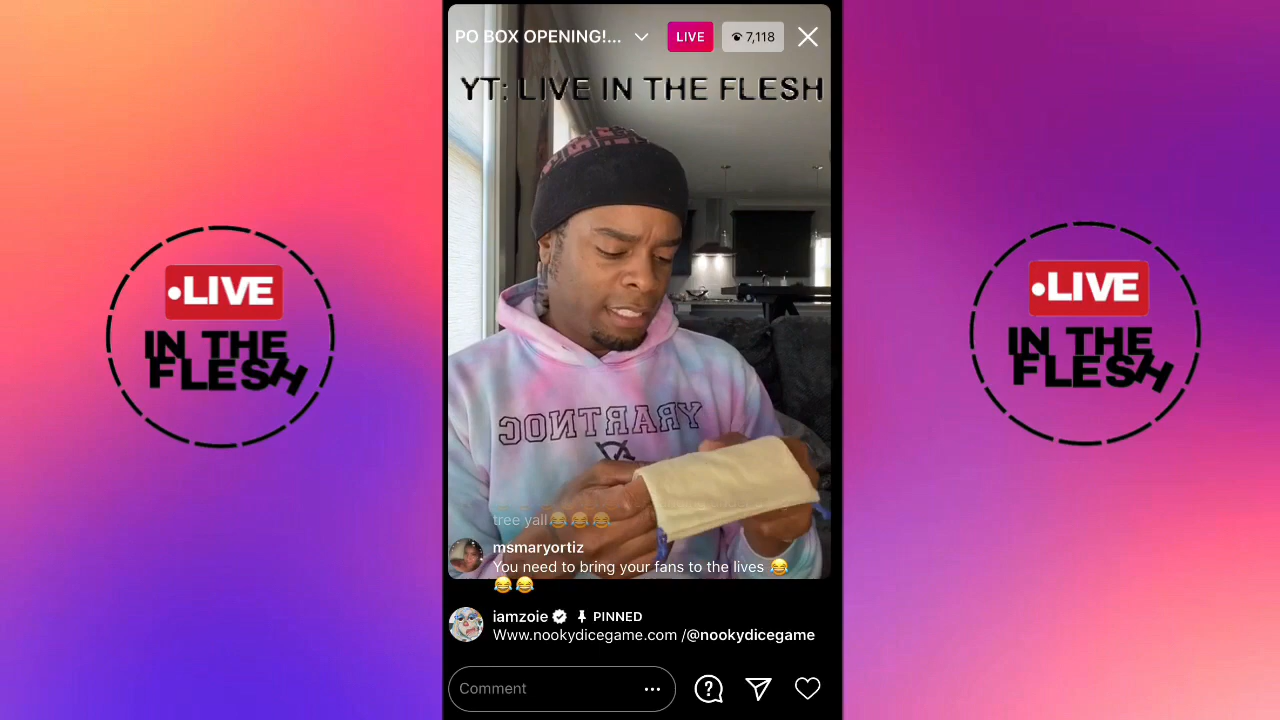 PO BOX OPENING!...
LIVE
7,118
YT: LIVE IN THE FLESH
LIVE
IN THE
FLESH
LIVE
IN THE
FLESH
CONTRARY
tree yall😂😂😂
msmaryortiz
You need to bring your fans to the lives 😂
😂😂
iamzoie PINNED
Www.nookydicegame.com /@nookydicegame
Comment